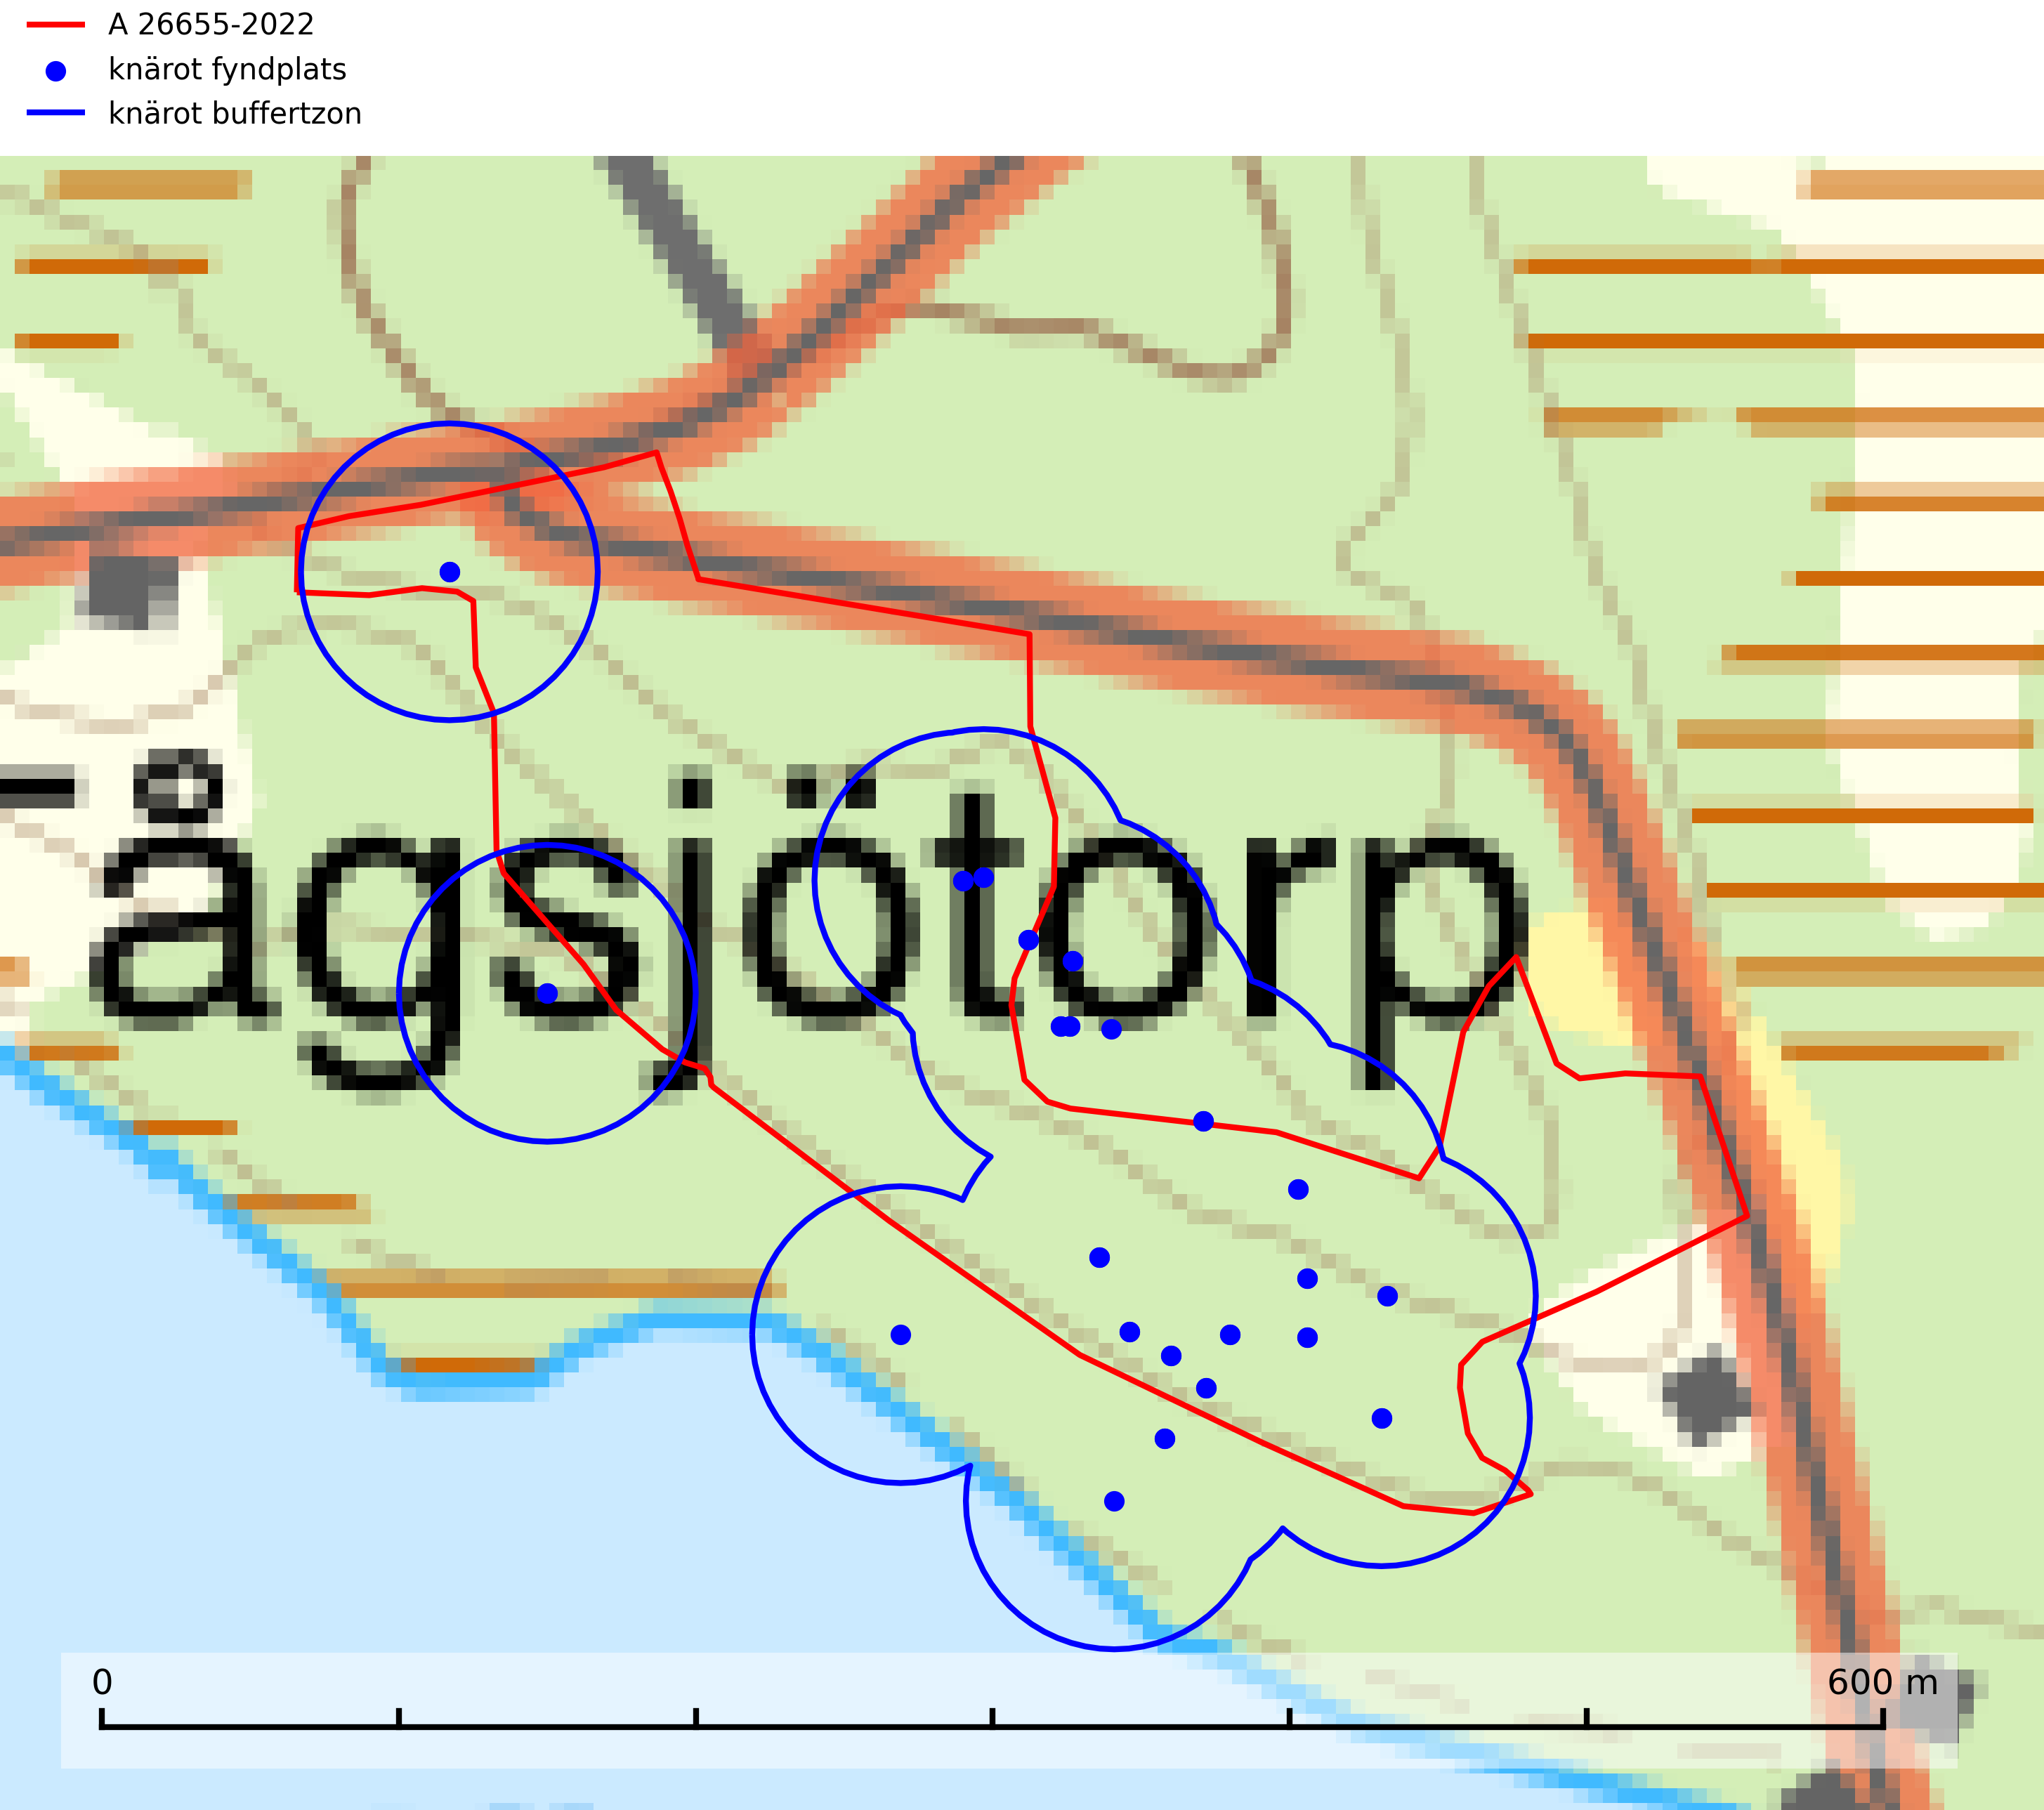 A 26655-2022
knärot fyndplats
knärot buffertzon
ågsjötorp
0
600 m